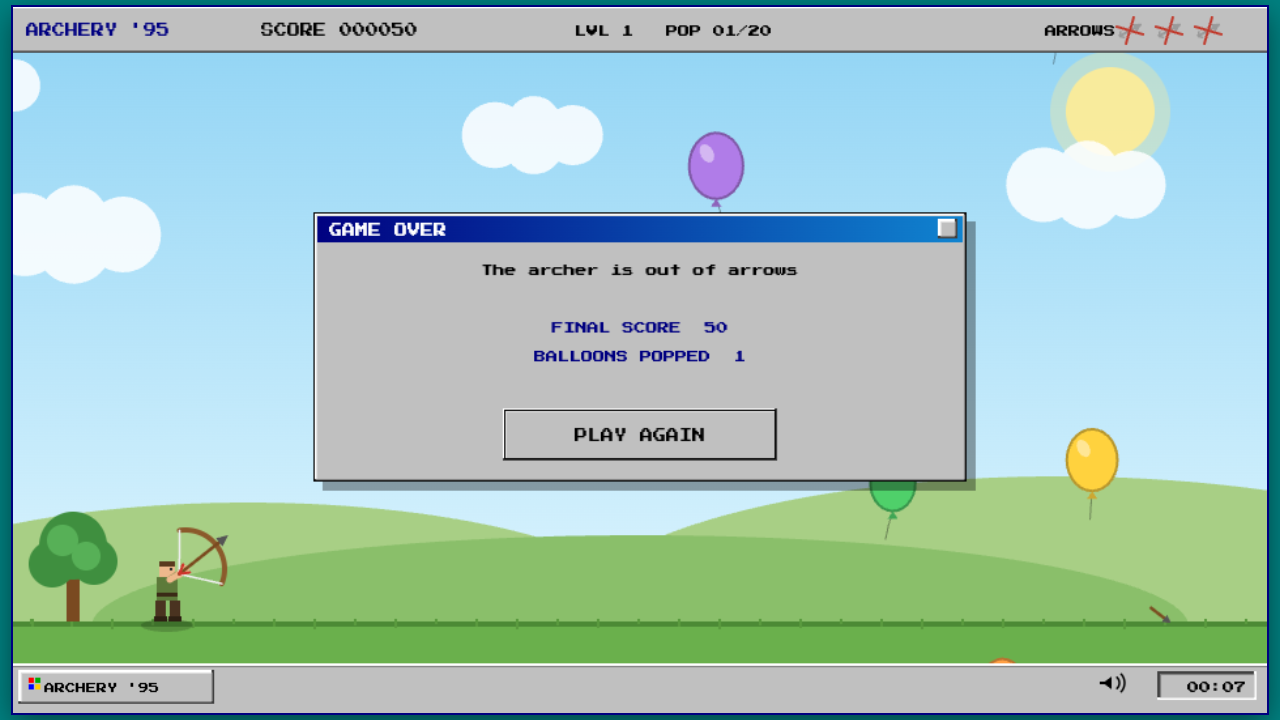 ARCHERY '95 SCORE 000050 LVL 1 POP 01/20 ARROWS
GAME OVER
The archer is out of arrows
FINAL SCORE 50
BALLOONS POPPED 1
PLAY AGAIN
ARCHERY '95 00:07